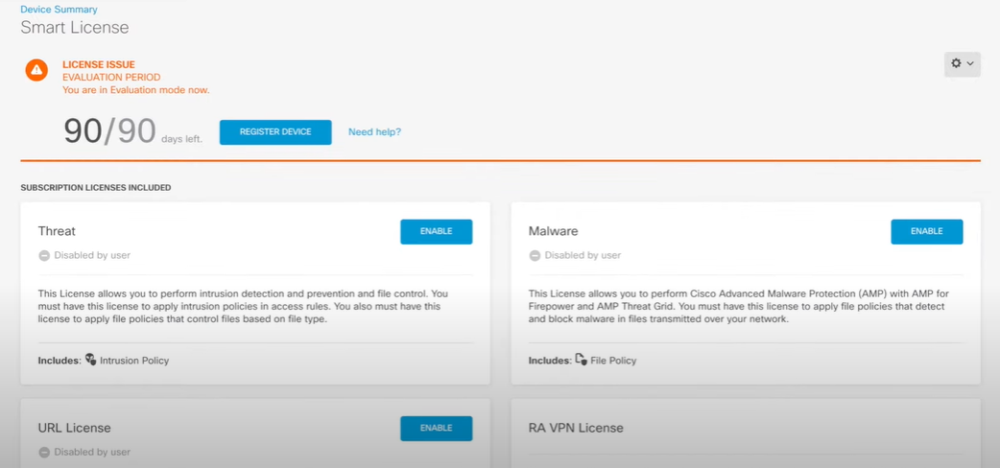 Device Summary
Smart License
LICENSE ISSUE
EVALUATION PERIOD
You are in Evaluation mode now.
90/90 days left.
REGISTER DEVICE
Need help?
SUBSCRIPTION LICENSES INCLUDED
Threat
ENABLE
Disabled by user
This License allows you to perform intrusion detection and prevention and file control. You
must have this license to apply intrusion policies in access rules. You also must have this
license to apply file policies that control files based on file type.
Includes: Intrusion Policy
Malware
ENABLE
Disabled by user
This License allows you to perform Cisco Advanced Malware Protection (AMP) with AMP for
Firepower and AMP Threat Grid. You must have this license to apply file policies that detect
and block malware in files transmitted over your network.
Includes: File Policy
URL License
ENABLE
Disabled by user
RA VPN License